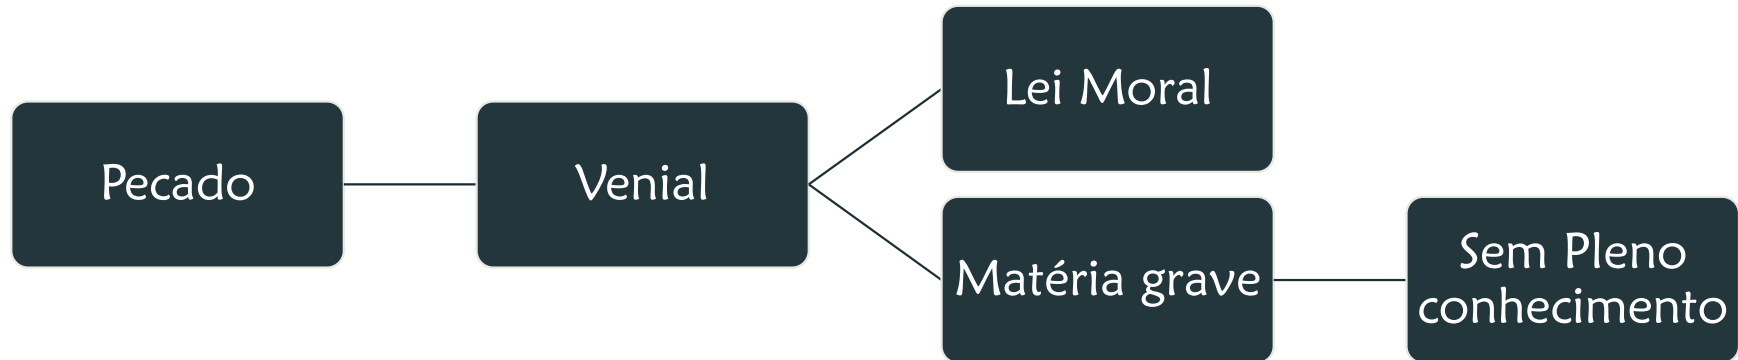 Pecado
Venial
Lei Moral
Matéria grave
Sem Pleno
conhecimento